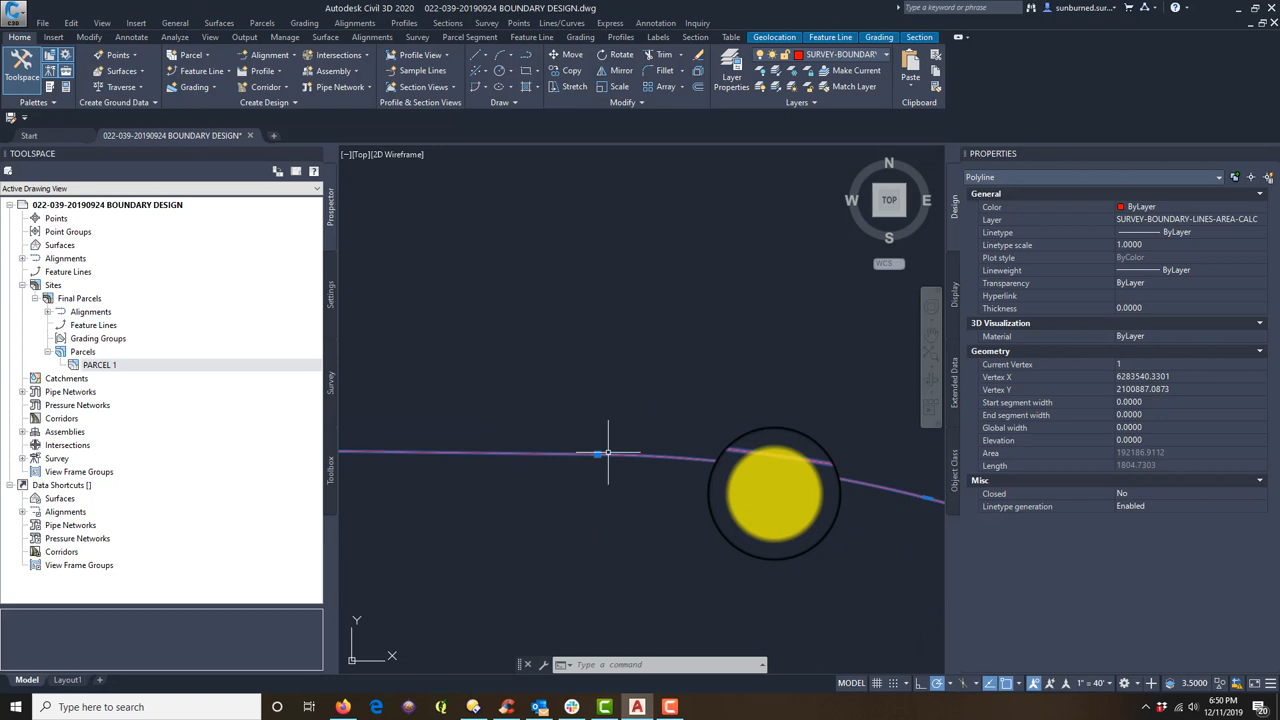 C3D
Autodesk Civil 3D 2020   022-039-20190924 BOUNDARY DESIGN.dwg
Type a keyword or phrase
sunburned.sur...
File Edit View Insert General Surfaces Parcels Grading Alignments Profiles Sections Survey Points Lines/Curves Express Annotation Inquiry
Home Insert Modify Annotate Analyze View Output Manage Surface Alignments Survey Parcel Segment Feature Line Grading Profiles Labels Section Table Geolocation Feature Line Grading Section
Points Parcel Alignment Intersections Profile View Move Rotate Trim SURVEY-BOUNDARY
Surfaces Feature Line Profile Assembly Sample Lines Copy Mirror Fillet Make Current
Traverse Grading Corridor Pipe Network Section Views Stretch Scale Array Match Layer
Toolspace
Layer Properties
Paste
Palettes Create Ground Data Create Design Profile & Section Views Draw Modify Layers Clipboard
Start 022-039-20190924 BOUNDARY DESIGN*
TOOLSPACE
Active Drawing View
022-039-20190924 BOUNDARY DESIGN
Points
Point Groups
Surfaces
Alignments
Feature Lines
Sites
Final Parcels
Alignments
Feature Lines
Grading Groups
Parcels
PARCEL 1
Catchments
Pipe Networks
Pressure Networks
Corridors
Assemblies
Intersections
Survey
View Frame Groups
Data Shortcuts []
Surfaces
Alignments
Pipe Networks
Pressure Networks
Corridors
View Frame Groups
Prospector
Settings
Survey
Toolbox
[−][Top][2D Wireframe]
N
W TOP E
S
WCS
Y
X
Type a command
Design
Display
Extended Data
Object Class
PROPERTIES
Polyline
General
Color ByLayer
Layer SURVEY-BOUNDARY-LINES-AREA-CALC
Linetype ByLayer
Linetype scale 1.0000
Plot style ByColor
Lineweight ByLayer
Transparency ByLayer
Hyperlink
Thickness 0.0000
3D Visualization
Material ByLayer
Geometry
Current Vertex 1
Vertex X 6283540.3301
Vertex Y 2100887.0873
Start segment width 0.0000
End segment width 0.0000
Global width 0.0000
Elevation 0.0000
Area 192186.9112
Length 1804.7303
Misc
Closed No
Linetype generation Enabled
Model Layout1
MODEL 1" = 40' 3.5000
Type here to search
6:50 PM
12/11/2019